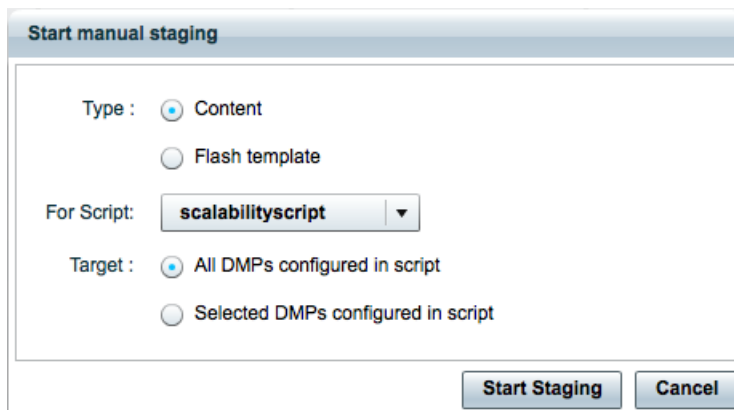 Start manual staging
Type : Content
Flash template
For Script: scalabilityscript
Target : All DMPs configured in script
Selected DMPs configured in script
Start Staging Cancel